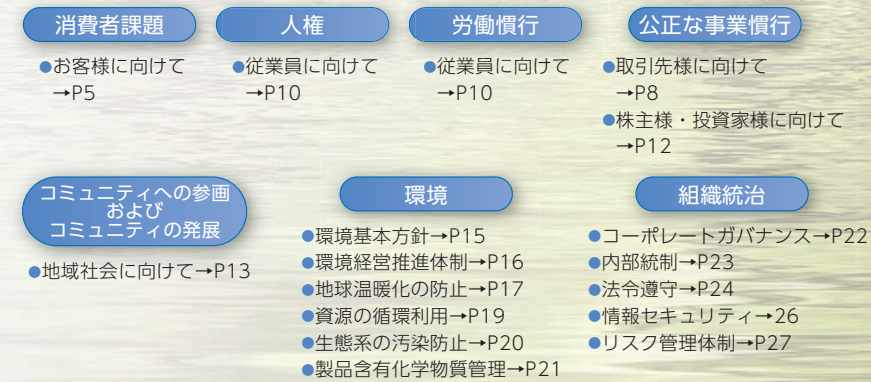 消費者課題
●お客様に向けて
→P5
人権
●従業員に向けて
→P10
労働慣行
●従業員に向けて
→P10
公正な事業慣行
●取引先様に向けて
→P8
●株主様・投資家様に向けて
→P12
コミュニティへの参画
および
コミュニティの発展
●地域社会に向けて→P13
環境
●環境基本方針→P15
●環境経営推進体制→P16
●地球温暖化の防止→P17
●資源の循環利用→P19
●生態系の汚染防止→P20
●製品含有化学物質管理→P21
組織統治
●コーポレートガバナンス→P22
●内部統制→P23
●法令遵守→P24
●情報セキュリティ→26
●リスク管理体制→P27